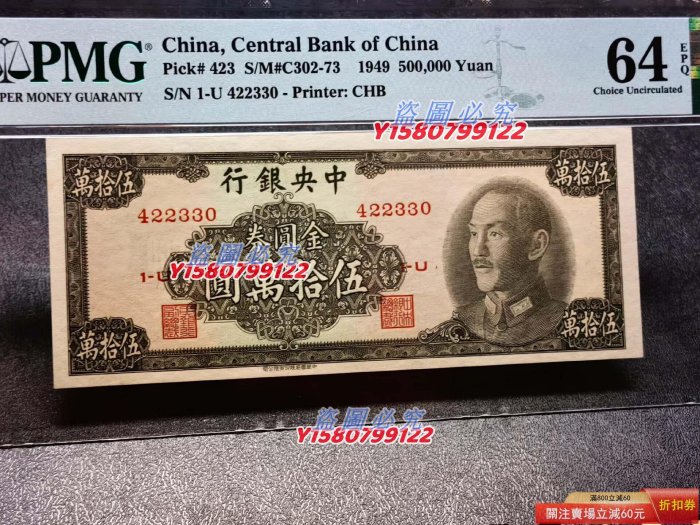 PMG®
PAPER MONEY GUARANTY
China, Central Bank of China
Pick# 423 S/M#C302-73 1949 500,000 Yuan
S/N 1-U 422330 - Printer: CHB
64 EPQ
Choice Uncirculated
盜圖必究
Y1580799122
伍拾萬
萬拾伍
行銀央中
422330
422330
券圓金
盜圖必究
1-U
Y1580799122
-U
圓萬拾伍
萬拾伍
伍拾萬
盜圖必究
Y1580799122
滿800立減60
關注賣場立減60元
折扣券